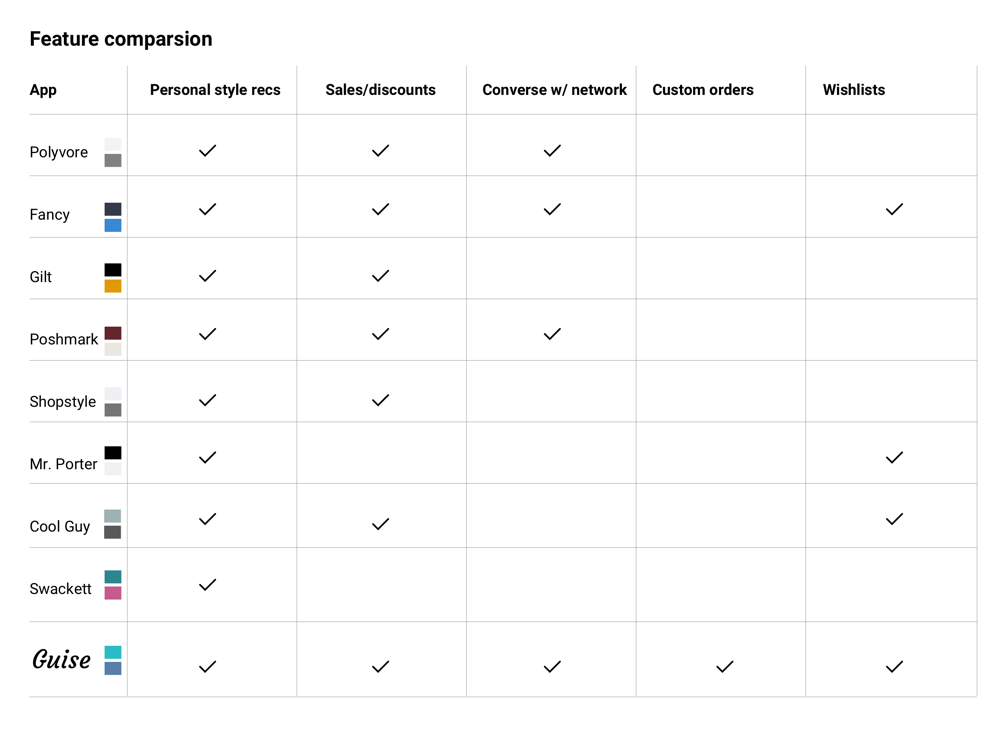 Feature comparsion
App Personal style recs Sales/discounts Converse w/ network Custom orders Wishlists
Polyvore ✓ ✓ ✓
Fancy ✓ ✓ ✓ ✓
Gilt ✓ ✓
Poshmark ✓ ✓ ✓
Shopstyle ✓ ✓
Mr. Porter ✓ ✓
Cool Guy ✓ ✓ ✓
Swackett ✓
Guise ✓ ✓ ✓ ✓ ✓